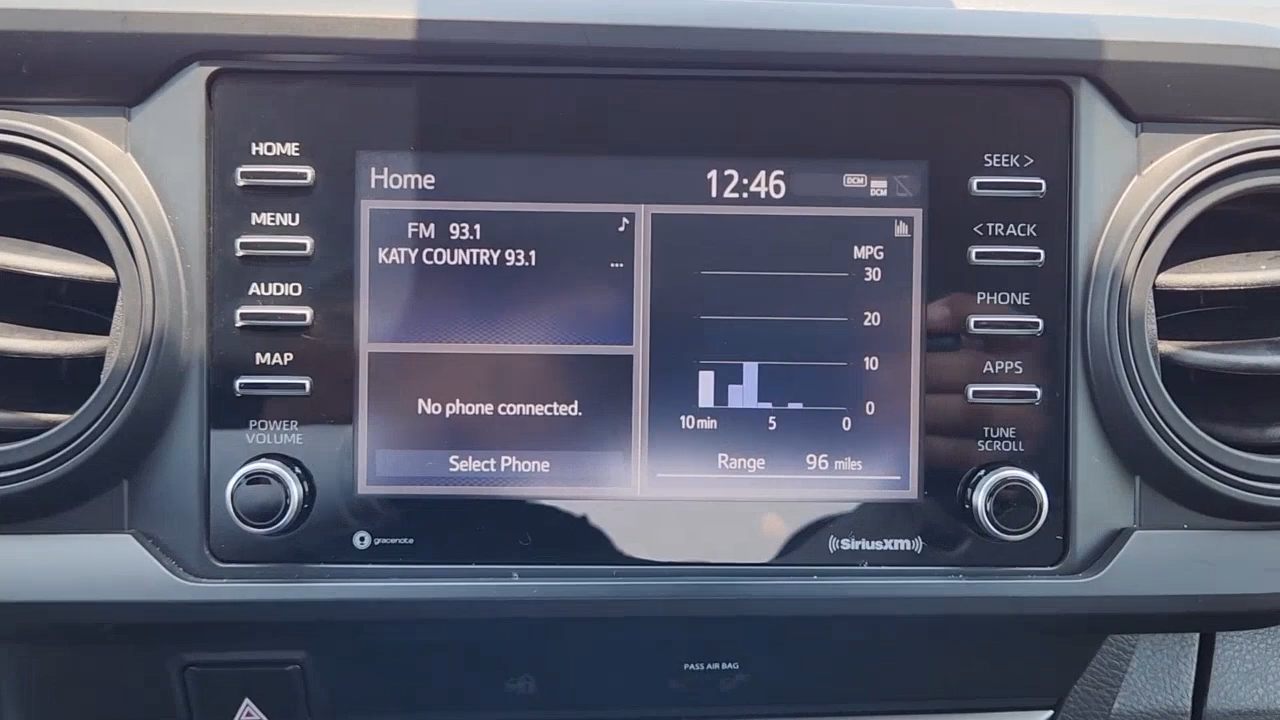 HOME
MENU
AUDIO
MAP
POWER
VOLUME
Home
12:46
DCM
DCM
FM 93.1
KATY COUNTRY 93.1
...
No phone connected.
Select Phone
MPG
30
20
10
0
10 min 5 0
Range 96 miles
SEEK >
< TRACK
PHONE
APPS
TUNE
SCROLL
gracenote
((SiriusXM))
PASS AIR BAG